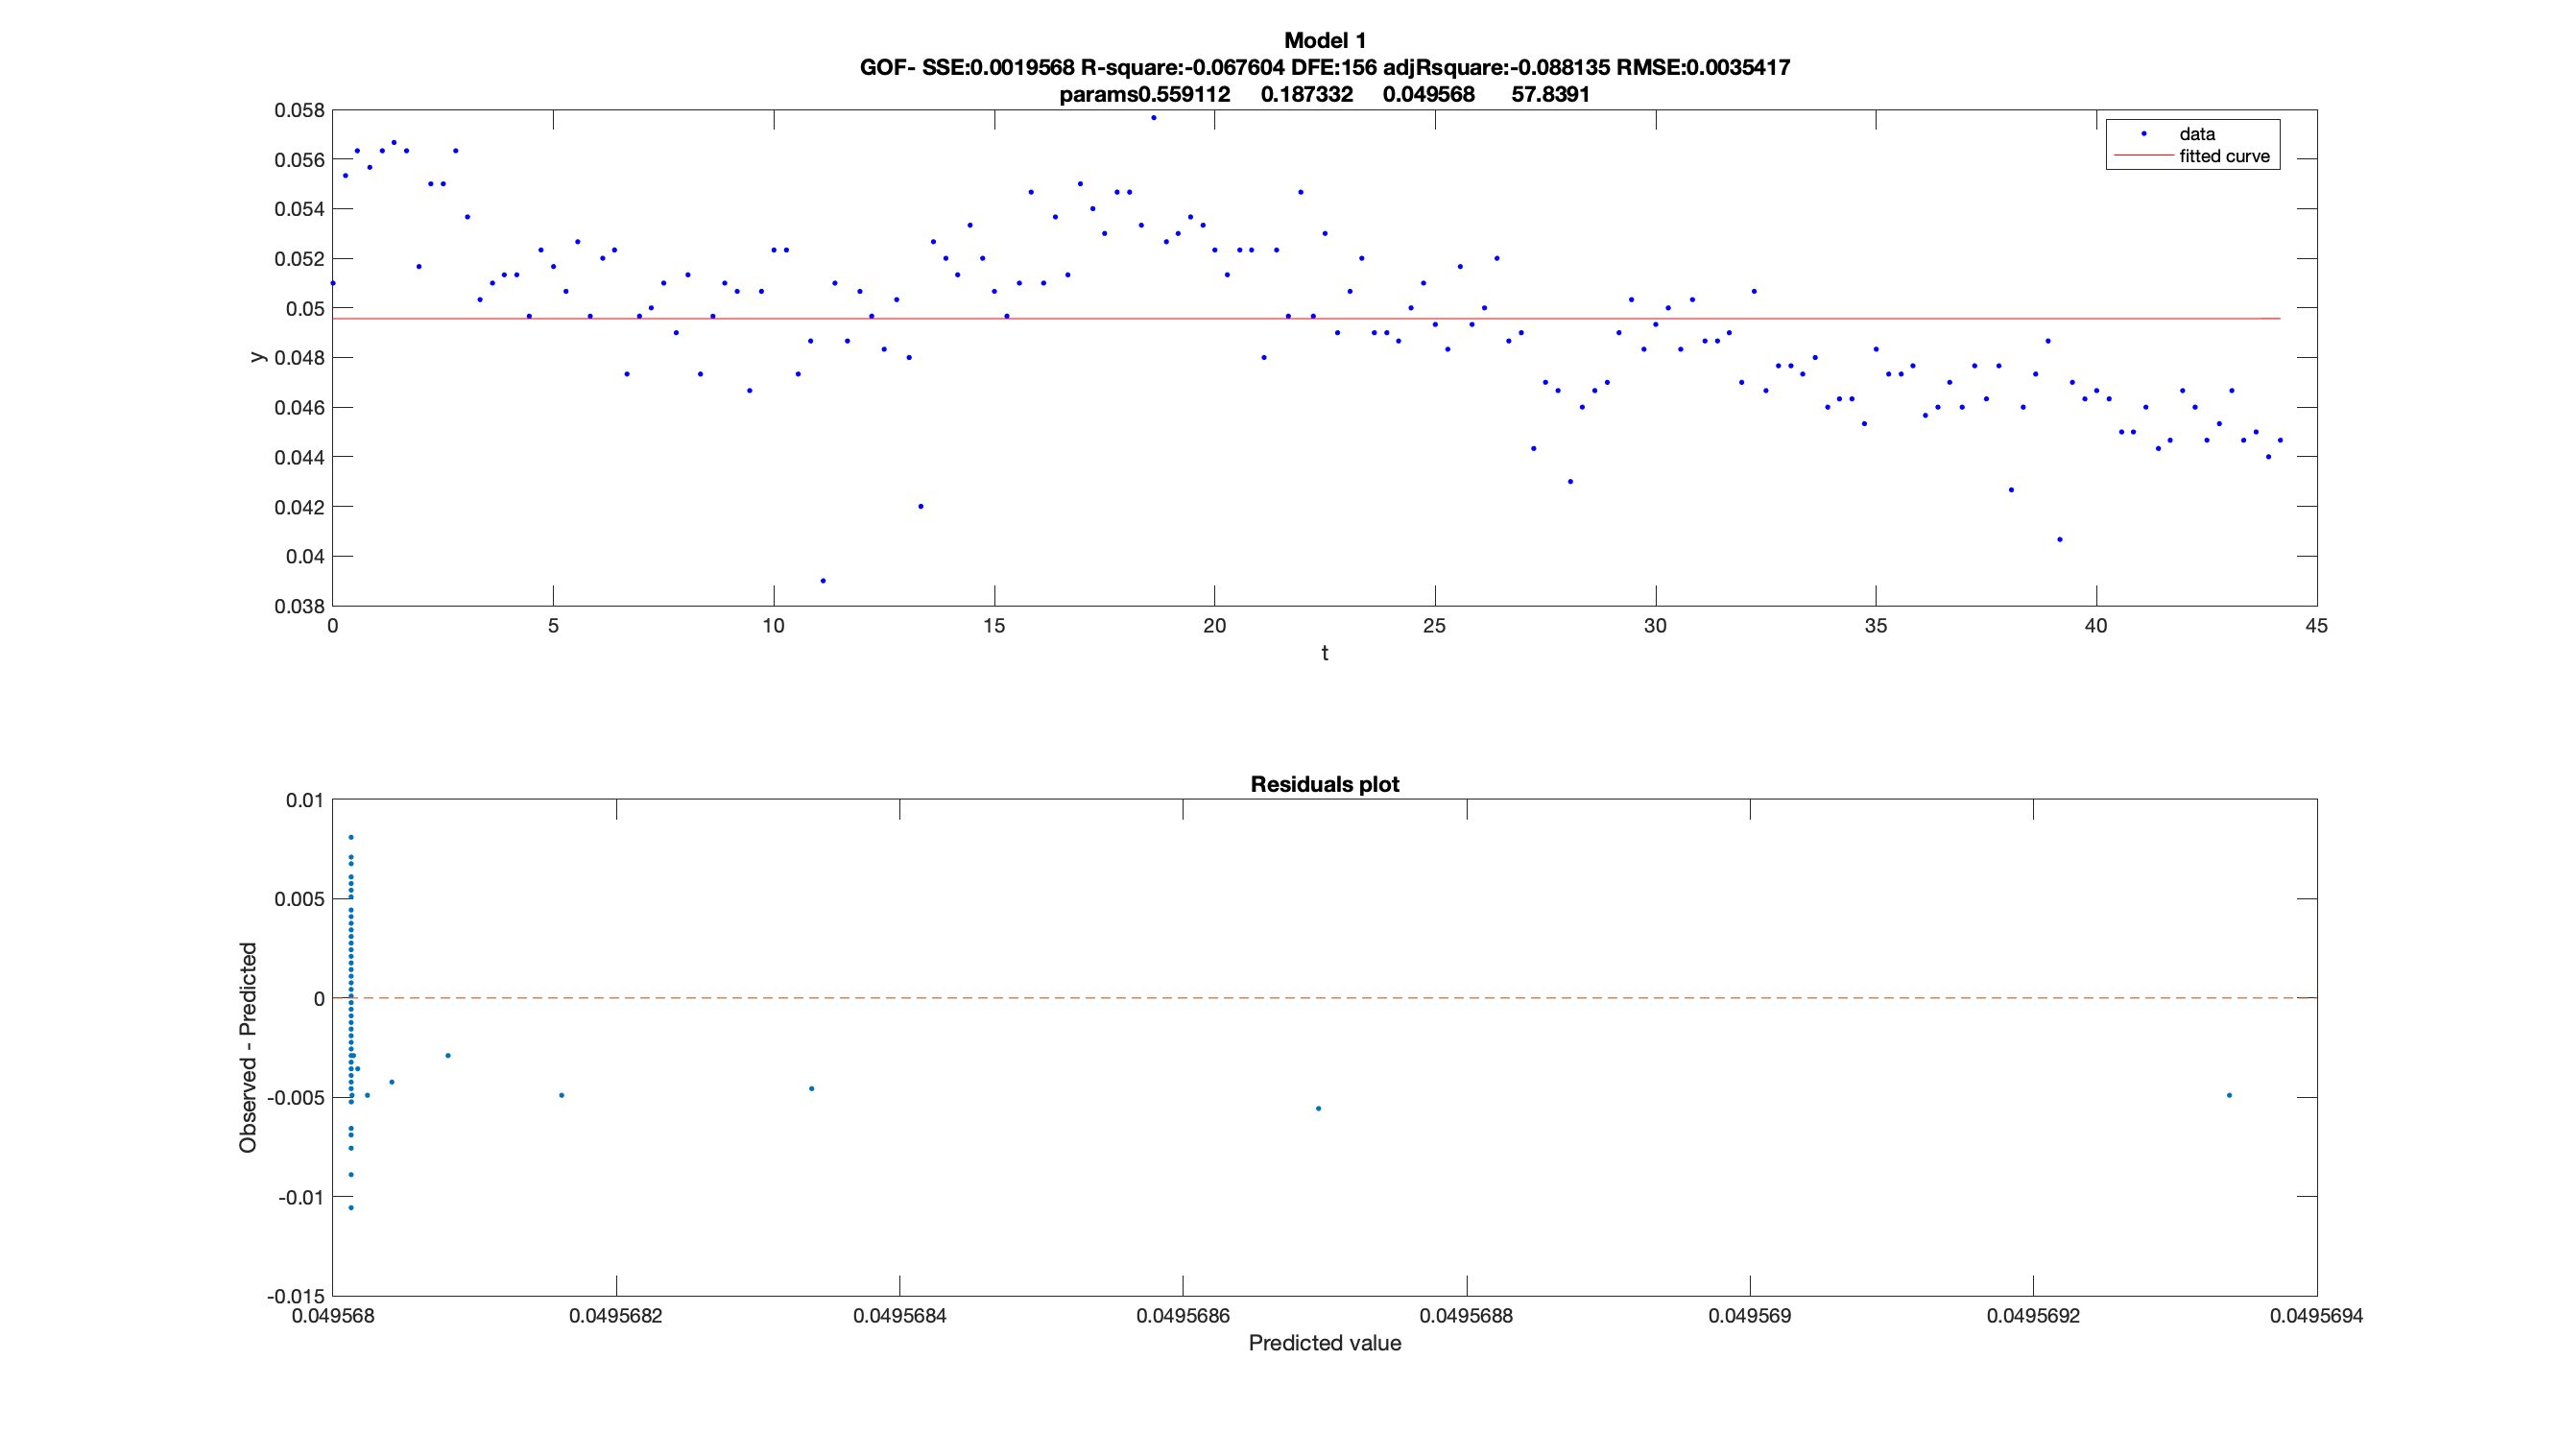 Model 1
GOF- SSE:0.0019568 R-square:-0.067604 DFE:156 adjRsquare:-0.088135 RMSE:0.0035417
params0.559112 0.187332 0.049568 57.8391
0.058
0.056
0.054
0.052
0.05
0.048
0.046
0.044
0.042
0.04
0.038
y
data
fitted curve
0 5 10 15 20 25 30 35 40 45
t
Residuals plot
0.01
0.005
0
-0.005
-0.01
-0.015
Observed - Predicted
0.049568 0.0495682 0.0495684 0.0495686 0.0495688 0.049569 0.0495692 0.0495694
Predicted value